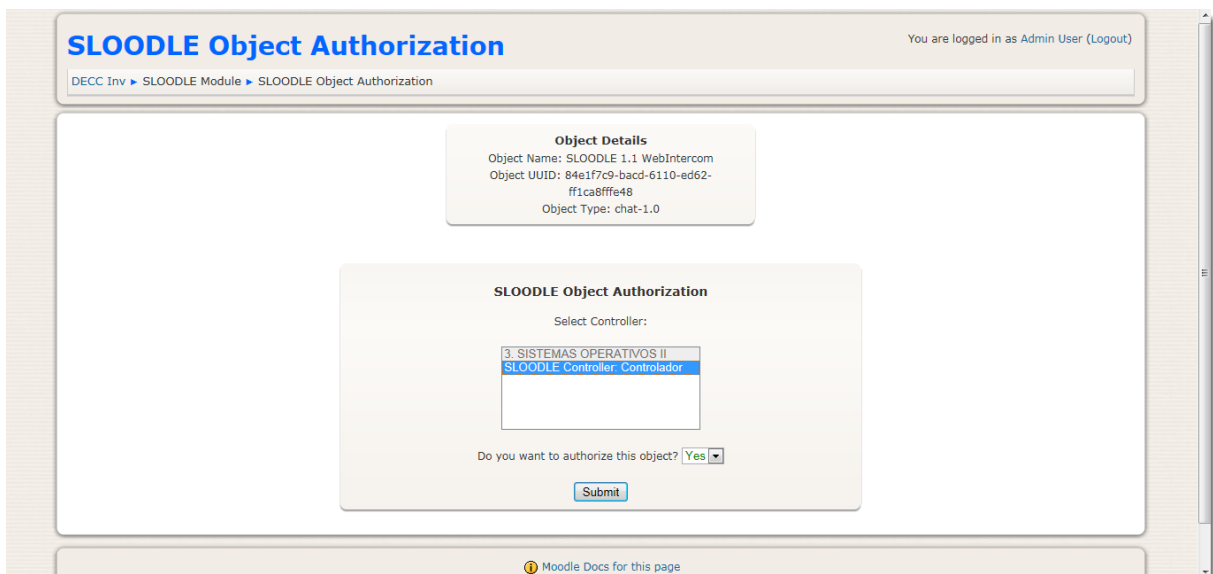 SLOODLE Object Authorization
You are logged in as Admin User (Logout)
DECC Inv ► SLOODLE Module ► SLOODLE Object Authorization
Object Details
Object Name: SLOODLE 1.1 WebIntercom
Object UUID: 84e1f7c9-bacd-6110-ed62-
ff1ca8fffe48
Object Type: chat-1.0
SLOODLE Object Authorization
Select Controller:
3. SISTEMAS OPERATIVOS II
SLOODLE Controller: Controlador
Do you want to authorize this object? Yes
Submit
Moodle Docs for this page